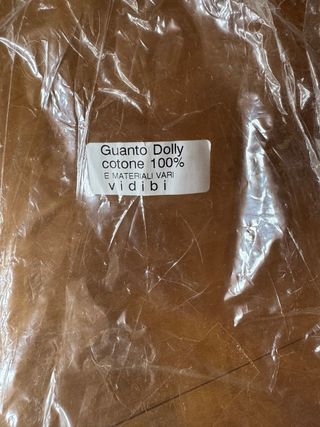 Guanto Dolly
cotone 100%
E MATERIALI VARI
vidibi